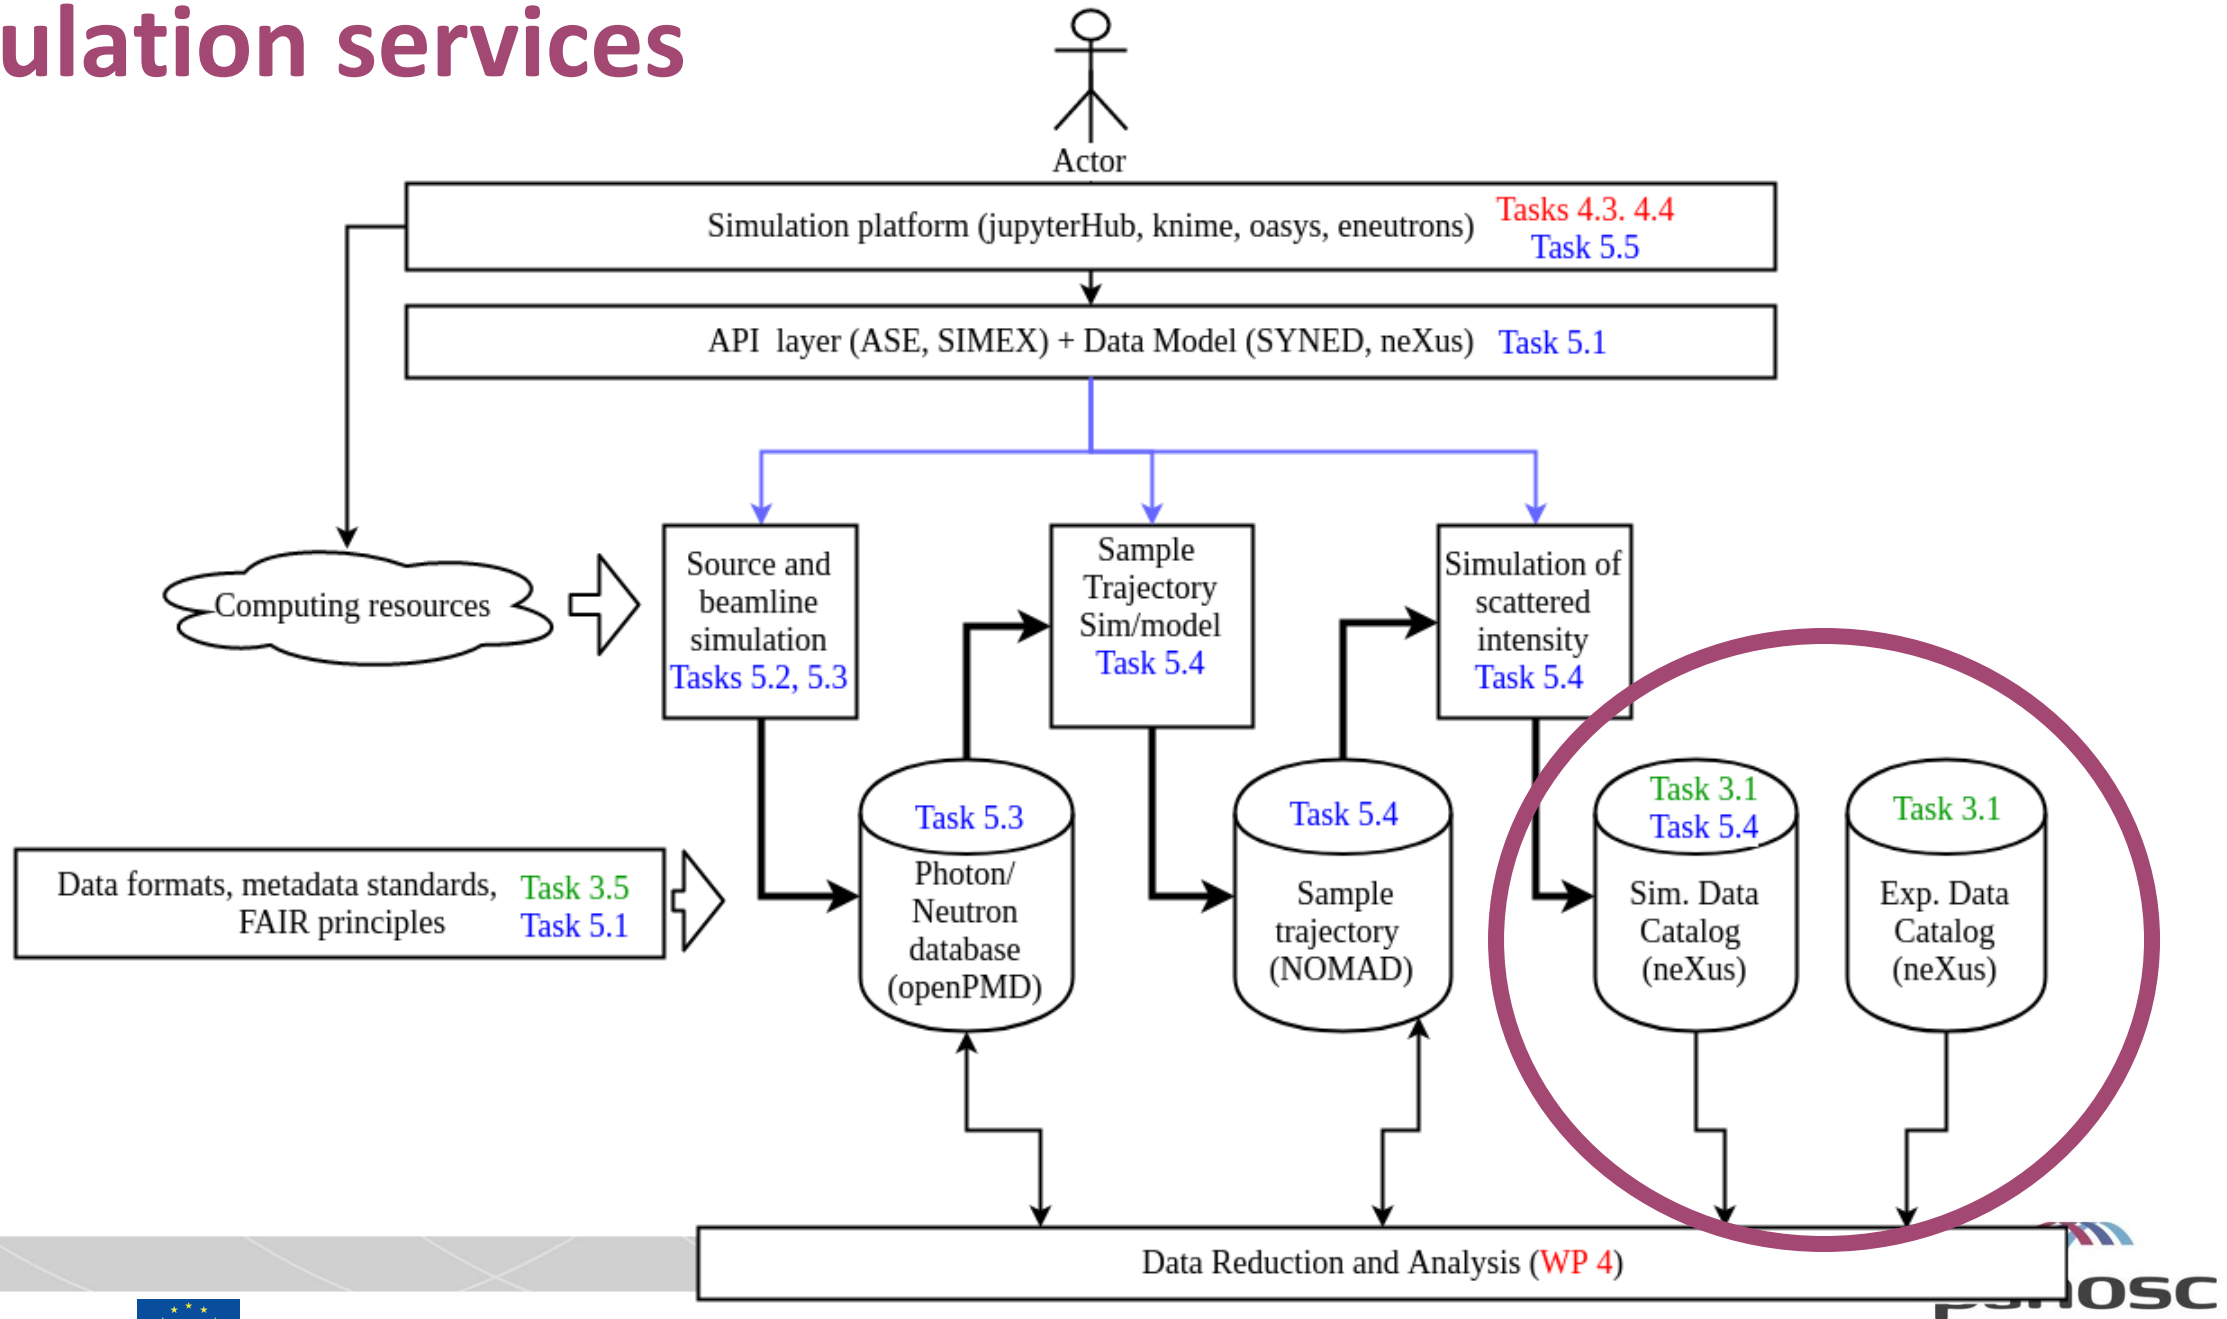 ulation services
Actor
Simulation platform (jupyterHub, knime, oasys, eneutrons)
Tasks 4.3. 4.4
Task 5.5
API layer (ASE, SIMEX) + Data Model (SYNED, neXus) Task 5.1
Computing resources
Source and
beamline
simulation
Tasks 5.2, 5.3
Sample
Trajectory
Sim/model
Task 5.4
Simulation of
scattered
intensity
Task 5.4
Data formats, metadata standards,
FAIR principles
Task 3.5
Task 5.1
Task 5.3
Photon/
Neutron
database
(openPMD)
Task 5.4
Sample
trajectory
(NOMAD)
Task 3.1
Task 5.4
Sim. Data
Catalog
(neXus)
Task 3.1
Exp. Data
Catalog
(neXus)
Data Reduction and Analysis (WP 4)